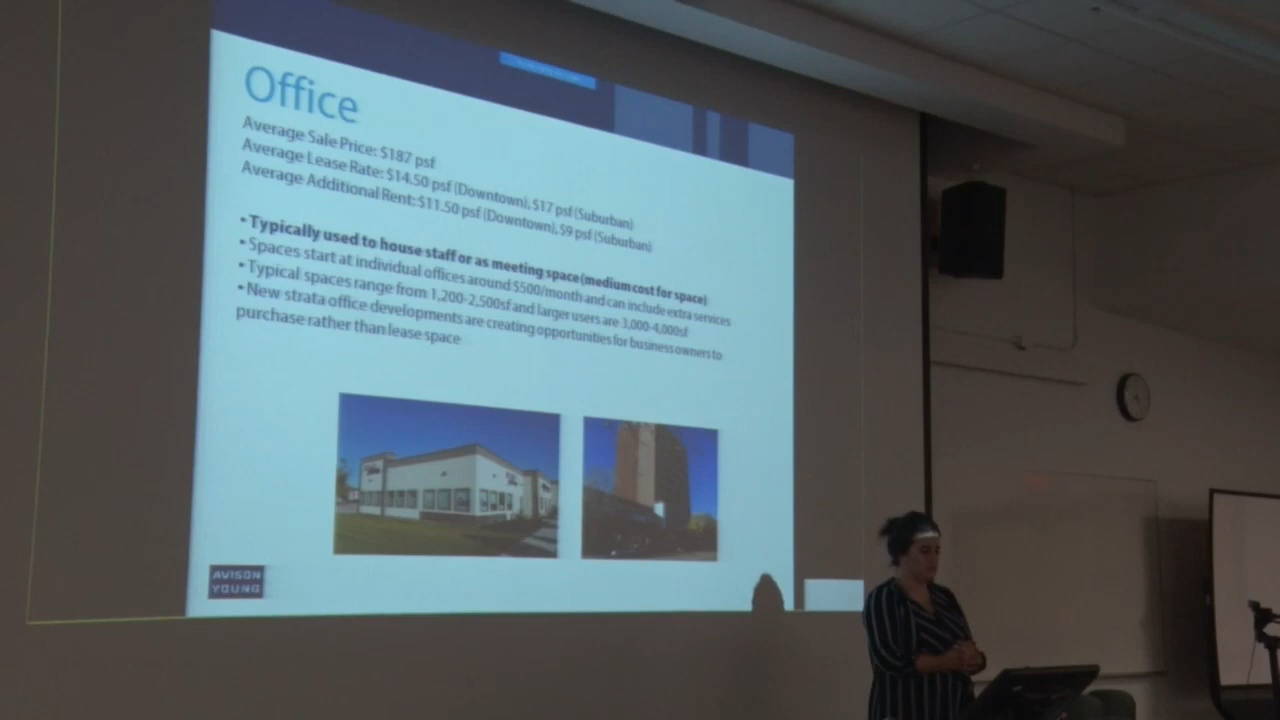 Office
Average Sale Price: $187 psf
Average Lease Rate: $14.50 psf (Downtown), $17 psf (Suburban)
Average Additional Rent: $11.50 psf (Downtown), $9 psf (Suburban)
• Typically used to house staff or as meeting space (medium cost for space)
• Spaces start at individual offices around $500/month and can include extra services
• Typical spaces range from 1,200-2,500sf and larger users are 3,000-4,000sf
• New strata office developments are creating opportunities for business owners to
purchase rather than lease space
AVISON
YOUNG